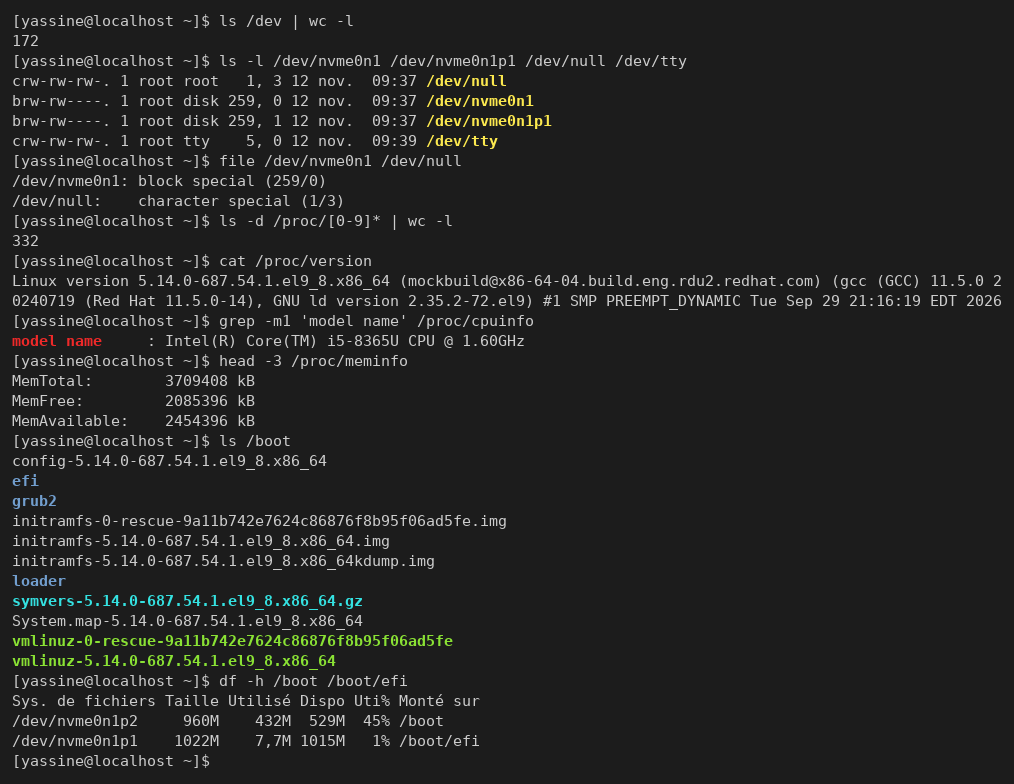 [yassine@localhost ~]$ ls /dev | wc -l
172
[yassine@localhost ~]$ ls -l /dev/nvme0n1 /dev/nvme0n1p1 /dev/null /dev/tty
crw-rw-rw-. 1 root root   1, 3 12 nov.  09:37 /dev/null
brw-rw----. 1 root disk 259, 0 12 nov.  09:37 /dev/nvme0n1
brw-rw----. 1 root disk 259, 1 12 nov.  09:37 /dev/nvme0n1p1
crw-rw-rw-. 1 root tty    5, 0 12 nov.  09:39 /dev/tty
[yassine@localhost ~]$ file /dev/nvme0n1 /dev/null
/dev/nvme0n1: block special (259/0)
/dev/null:    character special (1/3)
[yassine@localhost ~]$ ls -d /proc/[0-9]* | wc -l
332
[yassine@localhost ~]$ cat /proc/version
Linux version 5.14.0-687.54.1.el9_8.x86_64 (mockbuild@x86-64-04.build.eng.rdu2.redhat.com) (gcc (GCC) 11.5.0 2
0240719 (Red Hat 11.5.0-14), GNU ld version 2.35.2-72.el9) #1 SMP PREEMPT_DYNAMIC Tue Sep 29 21:16:19 EDT 2026
[yassine@localhost ~]$ grep -m1 'model name' /proc/cpuinfo
model name     : Intel(R) Core(TM) i5-8365U CPU @ 1.60GHz
[yassine@localhost ~]$ head -3 /proc/meminfo
MemTotal:        3709408 kB
MemFree:         2085396 kB
MemAvailable:    2454396 kB
[yassine@localhost ~]$ ls /boot
config-5.14.0-687.54.1.el9_8.x86_64
efi
grub2
initramfs-0-rescue-9a11b742e7624c86876f8b95f06ad5fe.img
initramfs-5.14.0-687.54.1.el9_8.x86_64.img
initramfs-5.14.0-687.54.1.el9_8.x86_64kdump.img
loader
symvers-5.14.0-687.54.1.el9_8.x86_64.gz
System.map-5.14.0-687.54.1.el9_8.x86_64
vmlinuz-0-rescue-9a11b742e7624c86876f8b95f06ad5fe
vmlinuz-5.14.0-687.54.1.el9_8.x86_64
[yassine@localhost ~]$ df -h /boot /boot/efi
Sys. de fichiers Taille Utilisé Dispo Uti% Monté sur
/dev/nvme0n1p2     960M    432M  529M  45% /boot
/dev/nvme0n1p1    1022M    7,7M 1015M   1% /boot/efi
[yassine@localhost ~]$